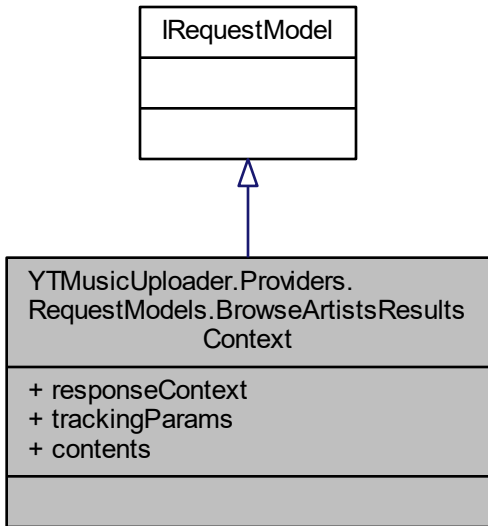 IRequestModel
YTMusicUploader.Providers.
RequestModels.BrowseArtistsResults
Context
+ responseContext
+ trackingParams
+ contents